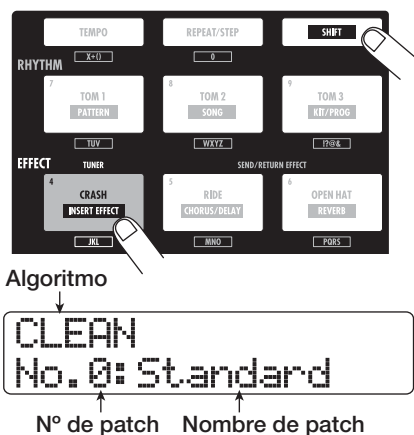 TEMPO REPEAT/STEP SHIFT
X+() 0
RHYTHM
7 8 9
TOM 1 TOM 2 TOM 3
PATTERN SONG KIT/PROG
TUV WXYZ !?@&
EFFECT TUNER SEND/RETURN EFFECT
4 5 6
CRASH RIDE OPEN HAT
INSERT EFFECT CHORUS/DELAY REVERB
JKL MNO PQRS
Algoritmo
CLEAN
No.0:Standard
Nº de patch Nombre de patch